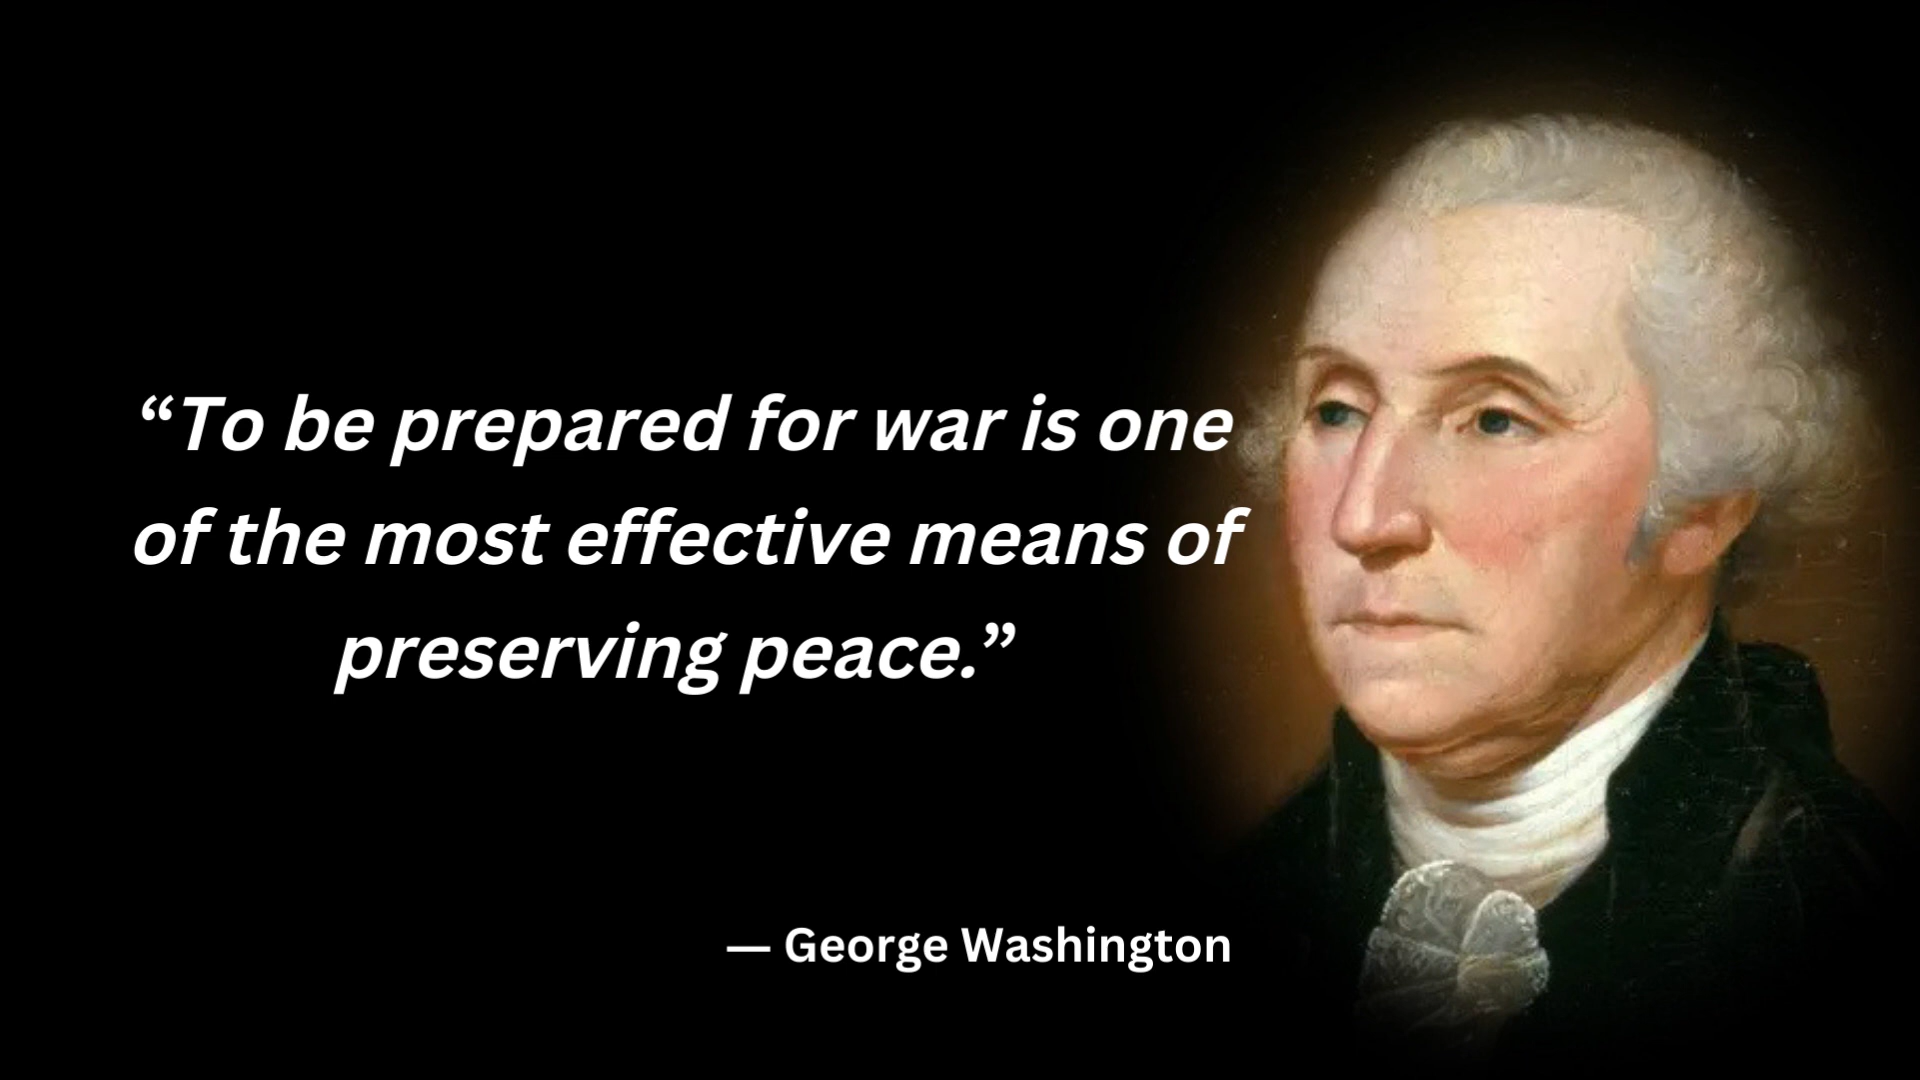 “To be prepared for war is one
of the most effective means of
preserving peace.”
— George Washington